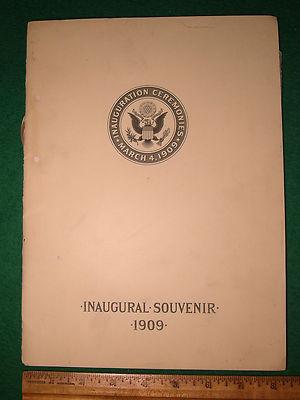 · INAUGURATION CEREMONIES ·
MARCH 4, 1909
·INAUGURAL·SOUVENIR·
·1909·